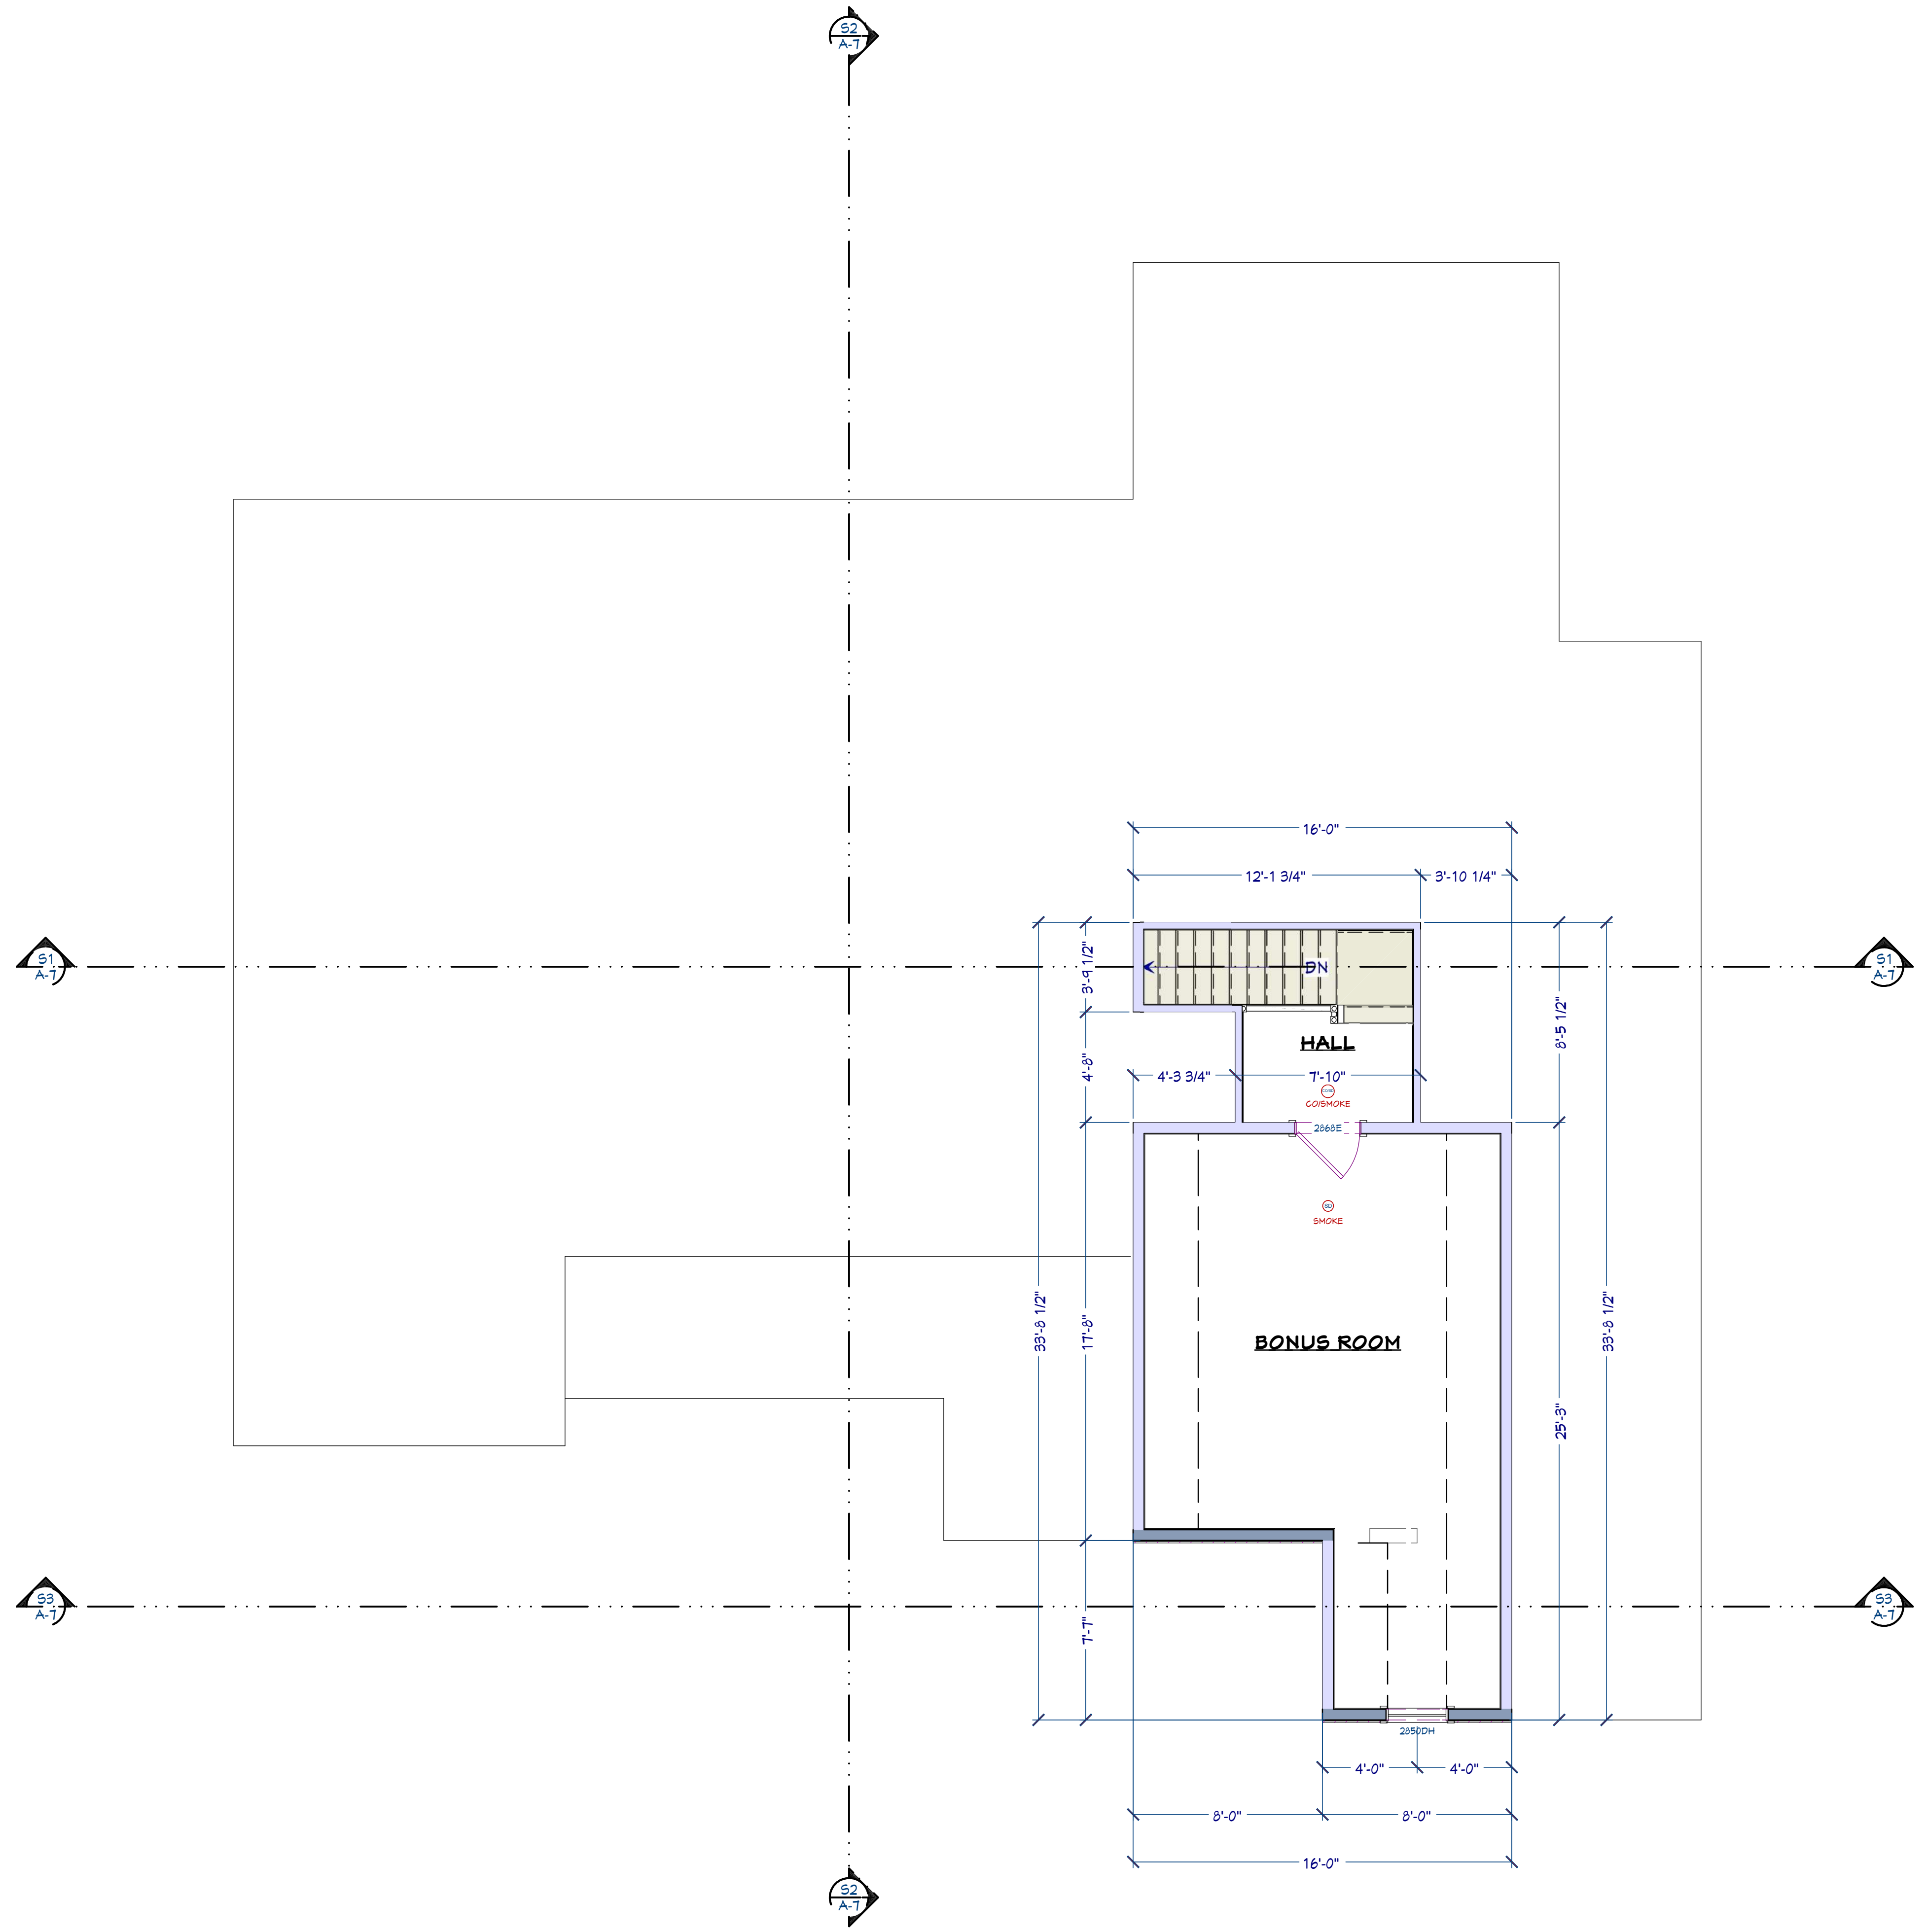 S2
A-7
16'-0"
12'-1 3/4"
3'-10 1/4"
S1
A-7
3'-9 1/2"
DN
S1
A-7
8'-5 1/2"
HALL
4'-8"
4'-3 3/4"
7'-10"
CO/SMOKE
2868E
SD
SMOKE
33'-8 1/2"
17'-8"
BONUS ROOM
33'-8 1/2"
25'-3"
S3
A-7
7'-7"
S3
A-7
2850DH
4'-0"
4'-0"
8'-0"
8'-0"
16'-0"
S2
A-7